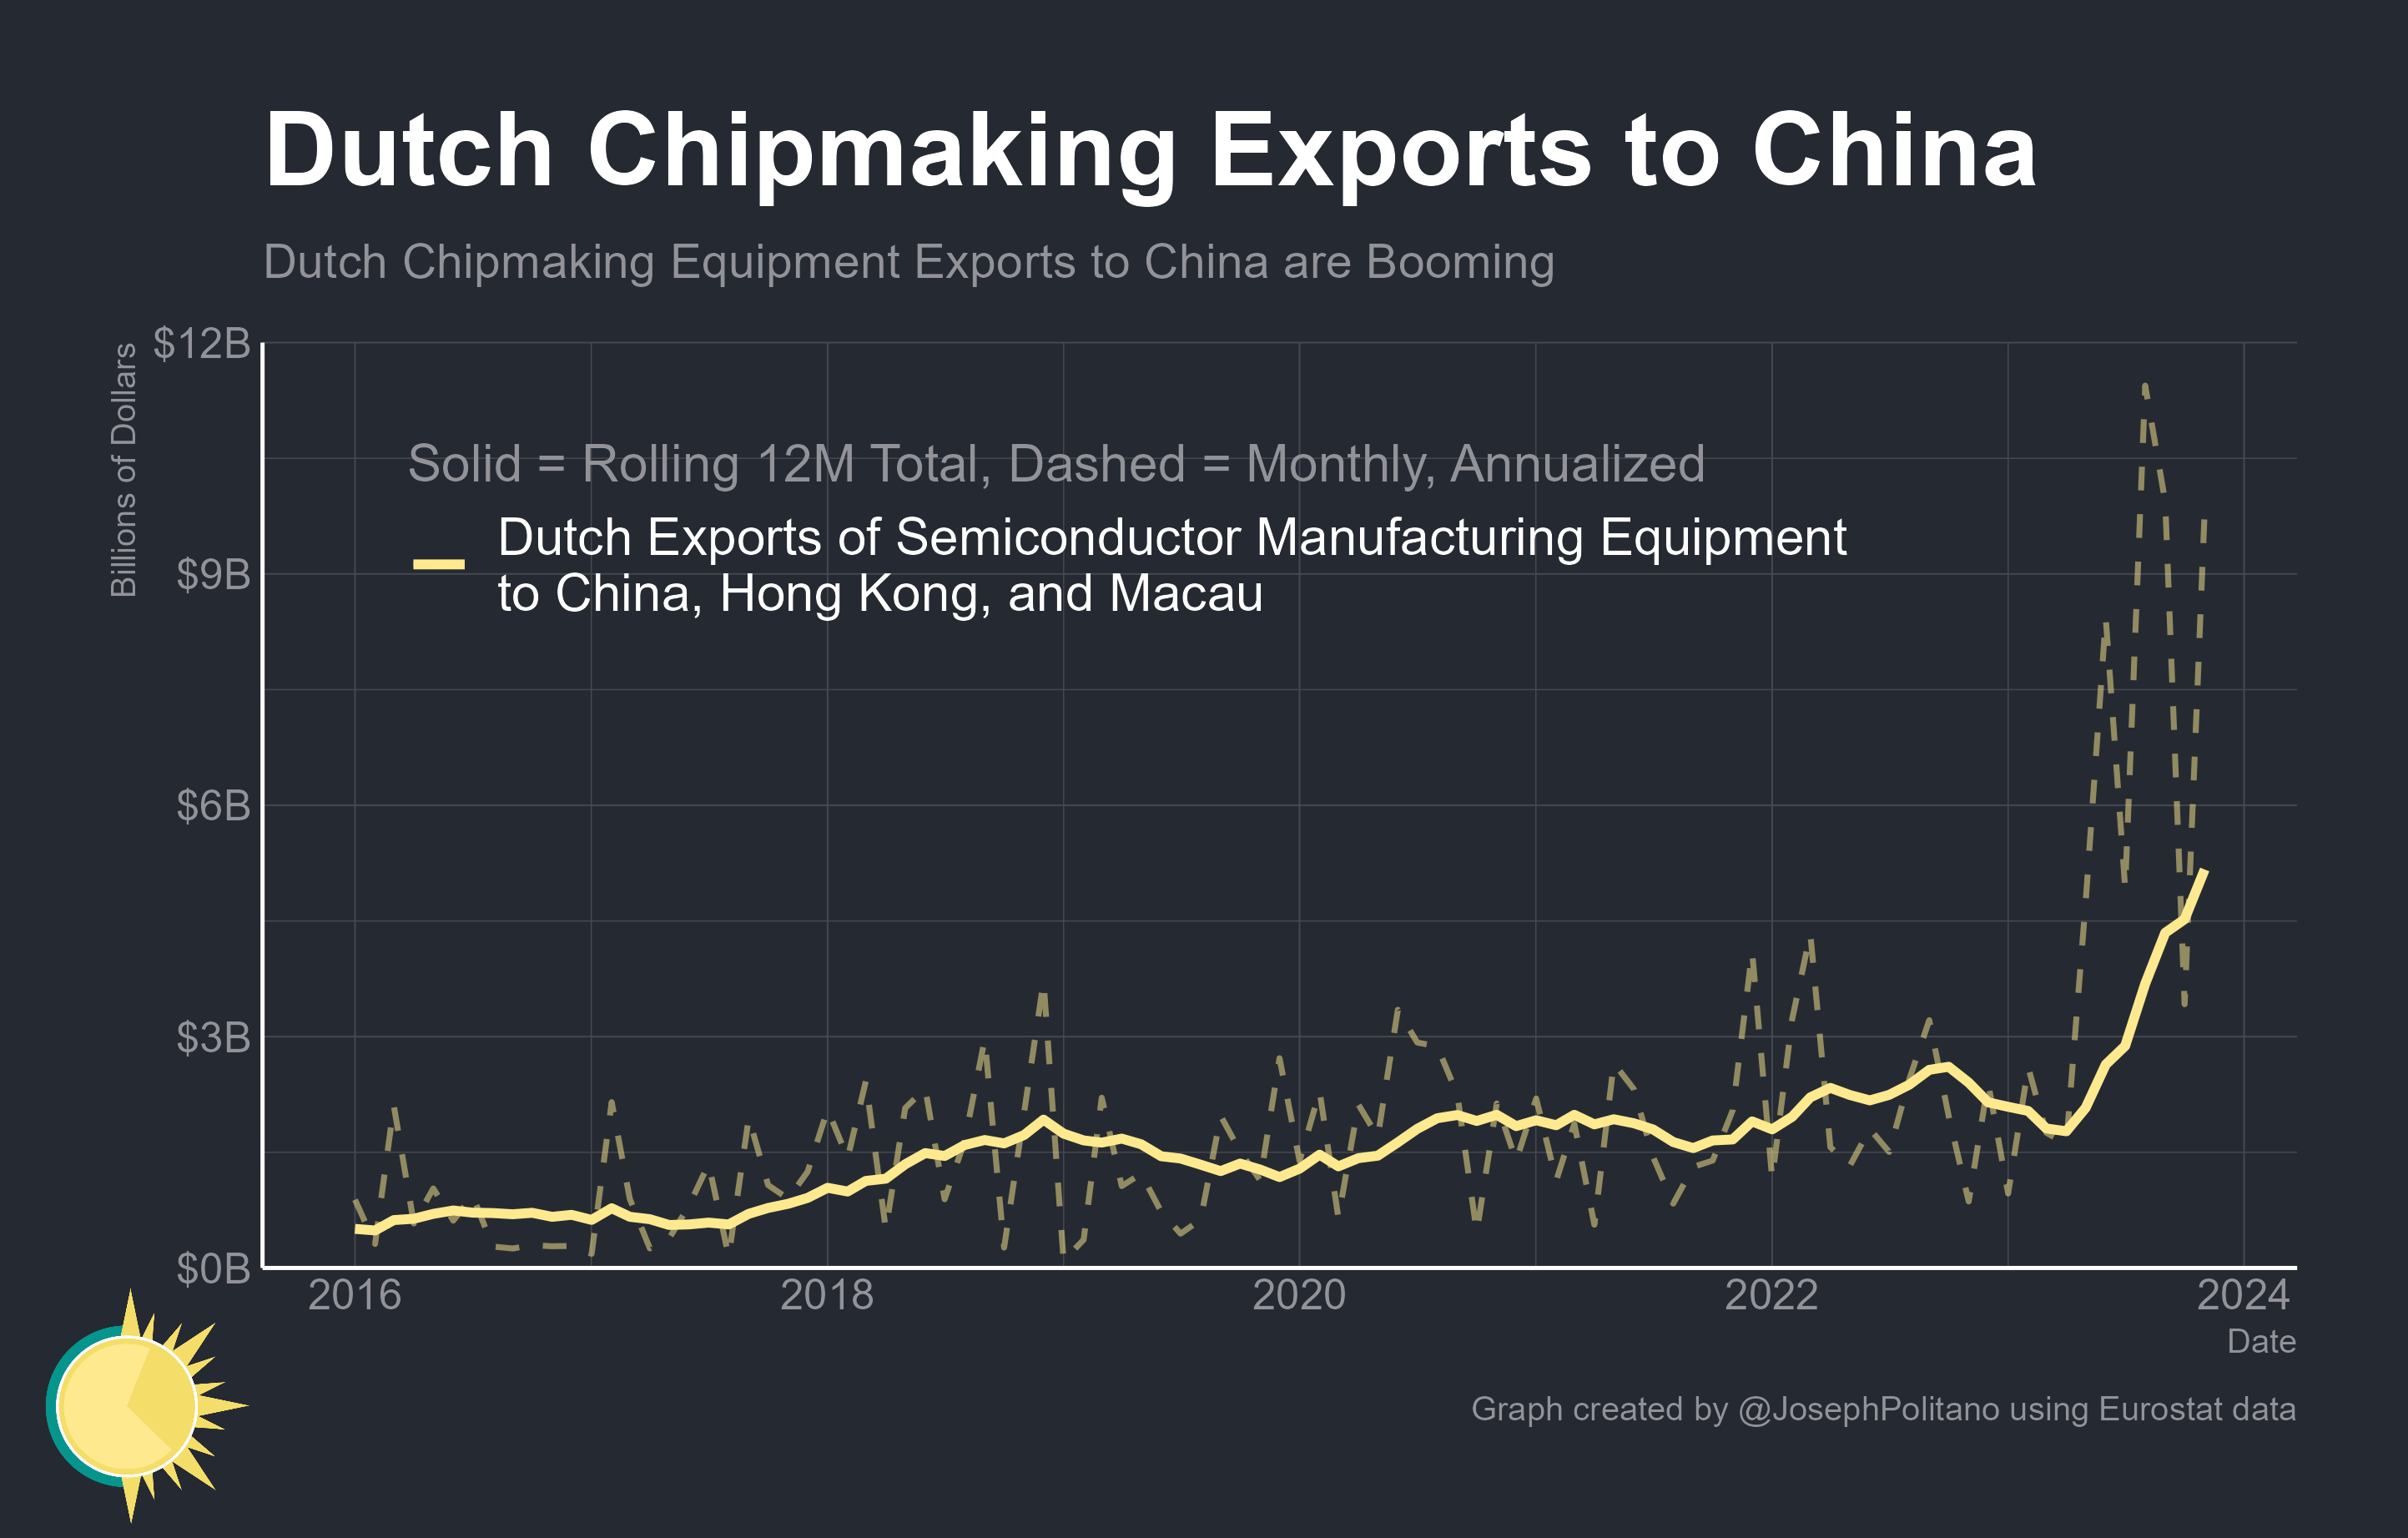 Dutch Chipmaking Exports to China
Dutch Chipmaking Equipment Exports to China are Booming
Billions of Dollars
$12B
$9B
$6B
$3B
$0B
Solid = Rolling 12M Total, Dashed = Monthly, Annualized
Dutch Exports of Semiconductor Manufacturing Equipment
to China, Hong Kong, and Macau
2016
2018
2020
2022
2024
Date
Graph created by @JosephPolitano using Eurostat data